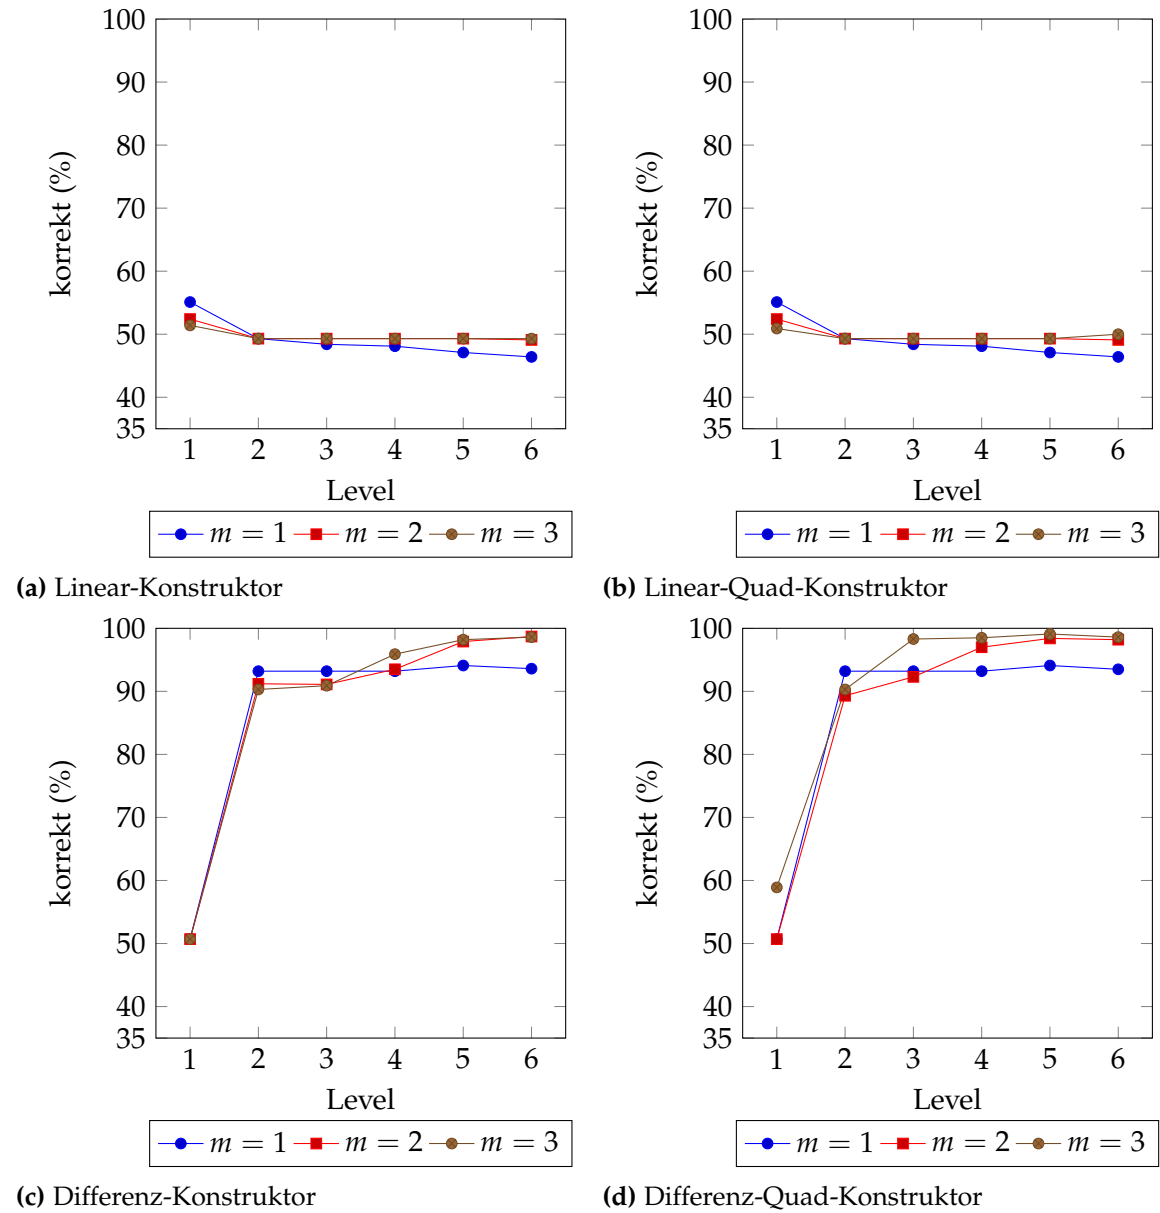 100
90
80
70
60
50
40
35
korrekt (%)
1 2 3 4 5 6
Level
m = 1 m = 2 m = 3
(a) Linear-Konstruktor
100
90
80
70
60
50
40
35
korrekt (%)
1 2 3 4 5 6
Level
m = 1 m = 2 m = 3
(b) Linear-Quad-Konstruktor
100
90
80
70
60
50
40
35
korrekt (%)
1 2 3 4 5 6
Level
m = 1 m = 2 m = 3
(c) Differenz-Konstruktor
100
90
80
70
60
50
40
35
korrekt (%)
1 2 3 4 5 6
Level
m = 1 m = 2 m = 3
(d) Differenz-Quad-Konstruktor